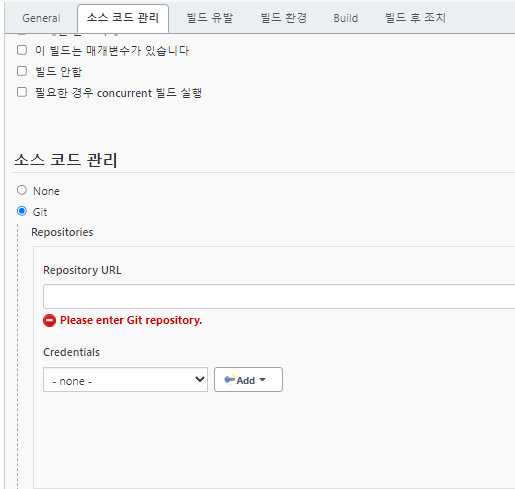 General 소스 코드 관리 빌드 유발 빌드 환경 Build 빌드 후 조치
이 빌드는 매개변수가 있습니다
빌드 안함
필요한 경우 concurrent 빌드 실행
소스 코드 관리
None
Git
Repositories
Repository URL
Please enter Git repository.
Credentials
- none - Add